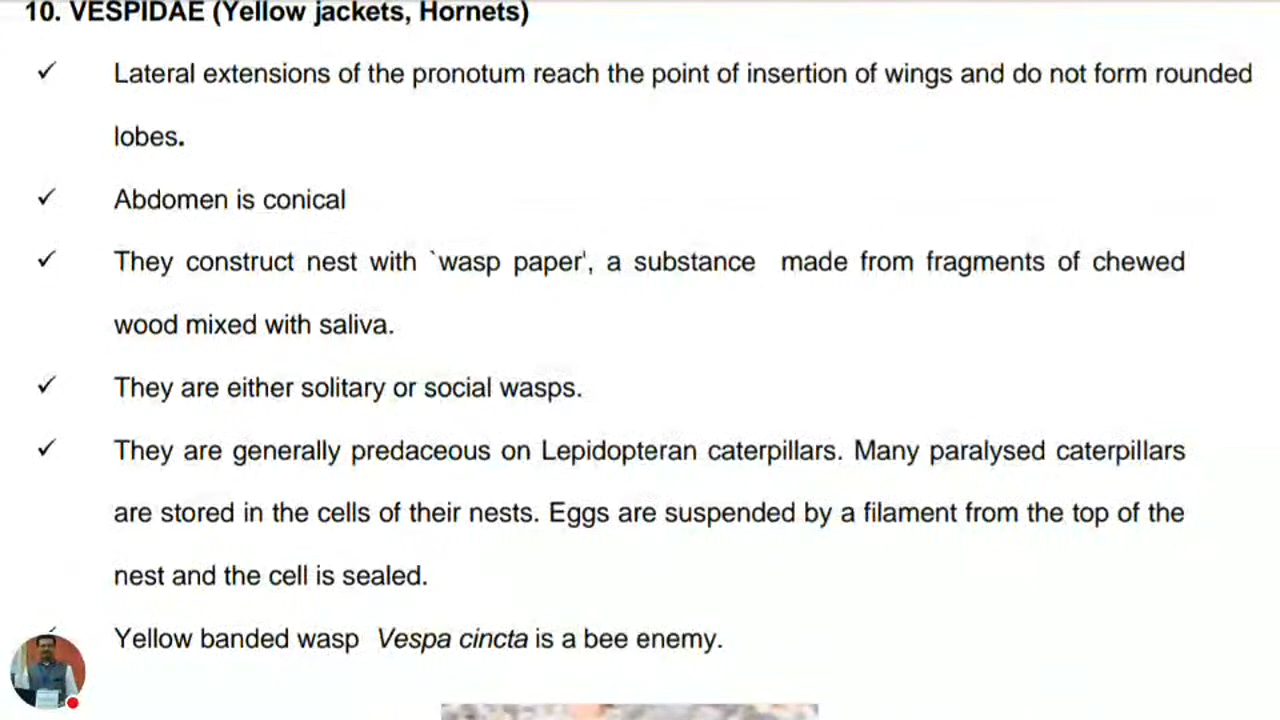 10. VESPIDAE (Yellow jackets, Hornets)
✓ Lateral extensions of the pronotum reach the point of insertion of wings and do not form rounded
lobes.
✓ Abdomen is conical
✓ They construct nest with `wasp paper', a substance made from fragments of chewed
wood mixed with saliva.
✓ They are either solitary or social wasps.
✓ They are generally predaceous on Lepidopteran caterpillars. Many paralysed caterpillars
are stored in the cells of their nests. Eggs are suspended by a filament from the top of the
nest and the cell is sealed.
Yellow banded wasp Vespa cincta is a bee enemy.